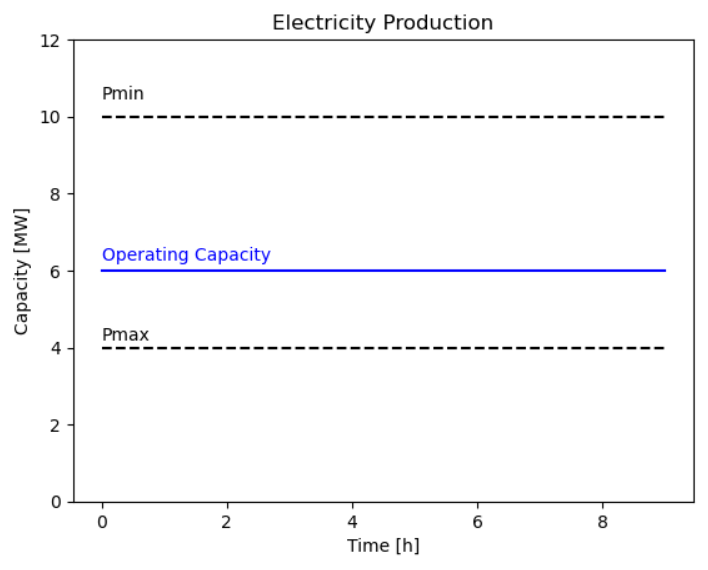 Electricity Production
12
Pmin
10
8
Capacity [MW]
Operating Capacity
6
Pmax
4
2
0
0 2 4 6 8
Time [h]